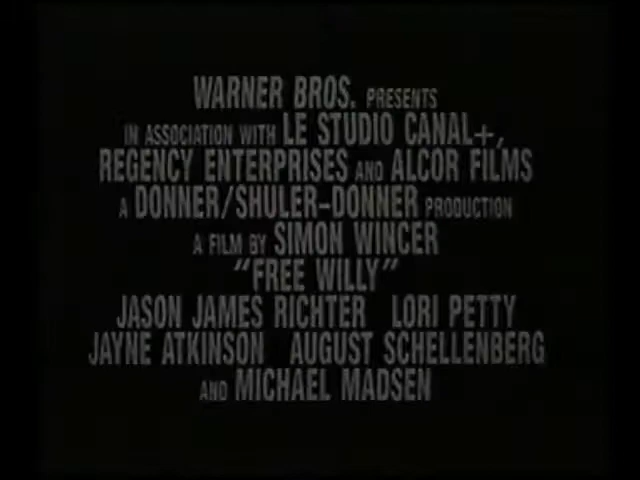 WARNER BROS. PRESENTS
IN ASSOCIATION WITH LE STUDIO CANAL+,
REGENCY ENTERPRISES AND ALCOR FILMS
A DONNER/SHULER-DONNER PRODUCTION
A FILM BY SIMON WINCER
"FREE WILLY"
JASON JAMES RICHTER LORI PETTY
JAYNE ATKINSON AUGUST SCHELLENBERG
AND MICHAEL MADSEN